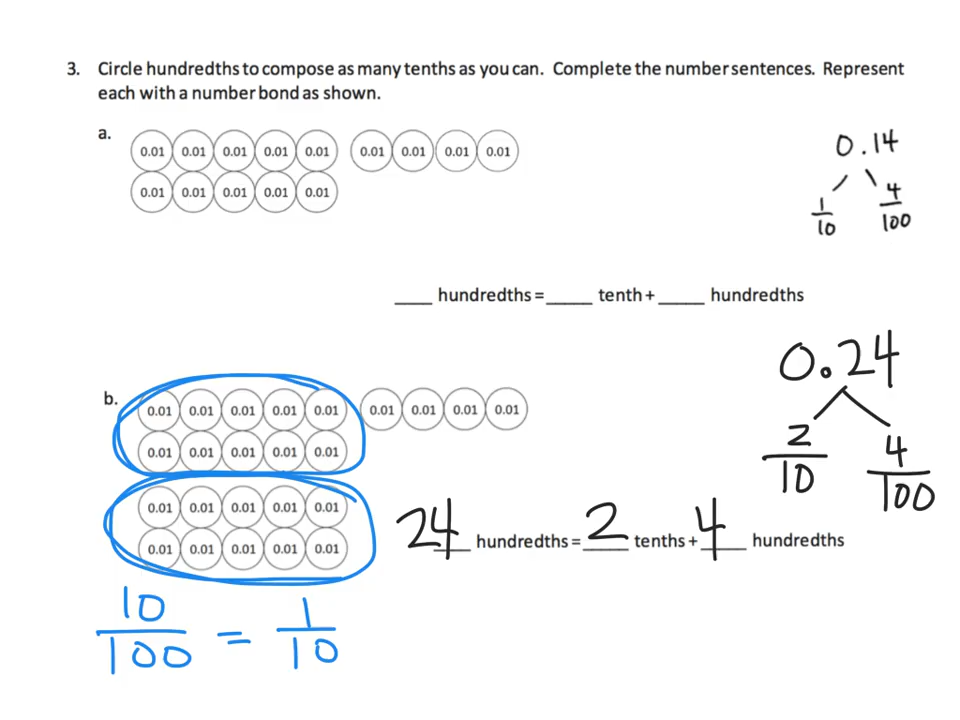 3. Circle hundredths to compose as many tenths as you can. Complete the number sentences. Represent
each with a number bond as shown.
a.
0.01 0.01 0.01 0.01 0.01 0.01 0.01 0.01 0.01
0.01 0.01 0.01 0.01 0.01
0.14
1/10 4/100
____ hundredths = _____ tenth + _____ hundredths
b.
0.01 0.01 0.01 0.01 0.01 0.01 0.01 0.01 0.01
0.01 0.01 0.01 0.01 0.01
0.01 0.01 0.01 0.01 0.01
0.01 0.01 0.01 0.01 0.01
0.24
2/10 4/100
24 hundredths = 2 tenths + 4 hundredths
10/100 = 1/10